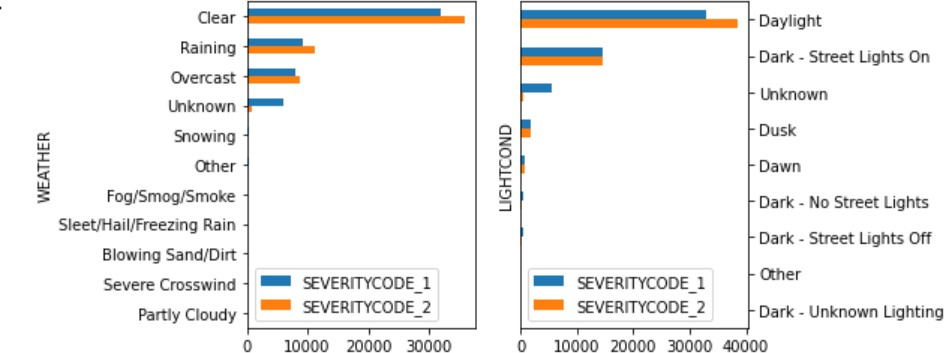 WEATHER
Clear
Raining
Overcast
Unknown
Snowing
Other
Fog/Smog/Smoke
Sleet/Hail/Freezing Rain
Blowing Sand/Dirt
Severe Crosswind
Partly Cloudy
SEVERITYCODE_1
SEVERITYCODE_2
0 10000 20000 30000
LIGHTCOND
Daylight
Dark - Street Lights On
Unknown
Dusk
Dawn
Dark - No Street Lights
Dark - Street Lights Off
Other
Dark - Unknown Lighting
SEVERITYCODE_1
SEVERITYCODE_2
0 10000 20000 30000 40000